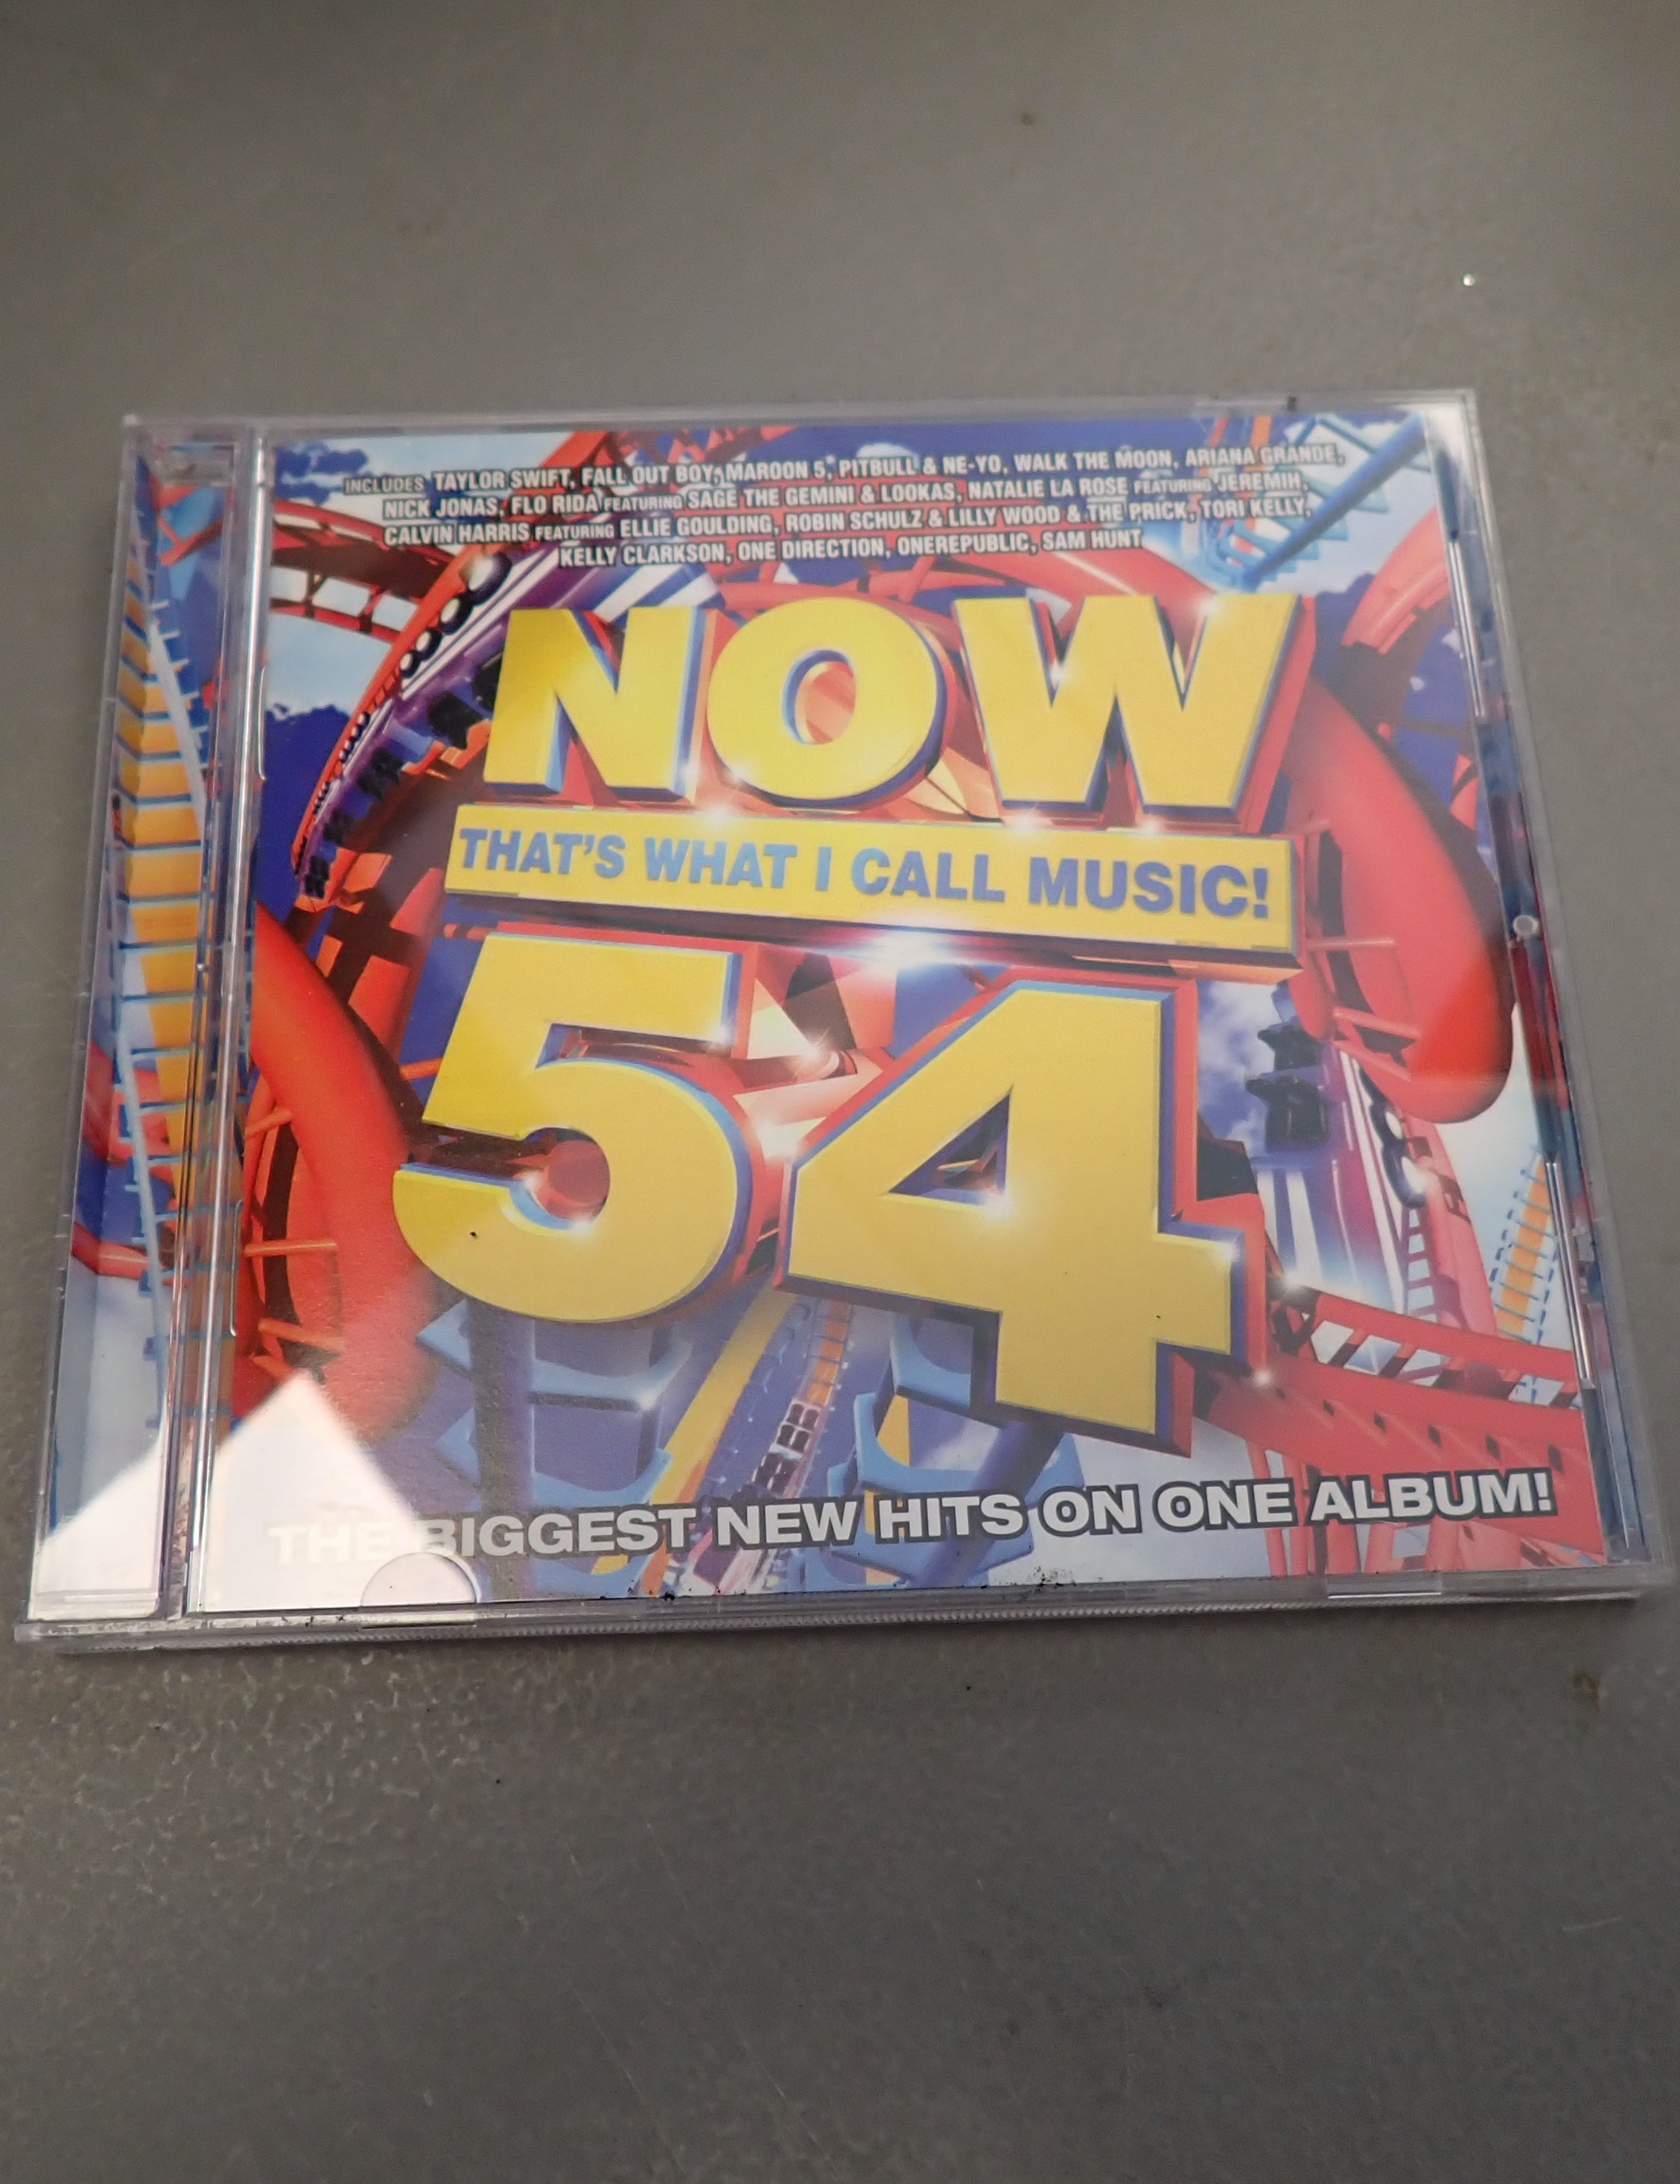 INCLUDES TAYLOR SWIFT, FALL OUT BOY, MAROON 5, PITBULL & NE-YO, WALK THE MOON, ARIANA GRANDE,
NICK JONAS, FLO RIDA FEATURING SAGE THE GEMINI & LOOKAS, NATALIE LA ROSE FEATURING JEREMIH,
CALVIN HARRIS FEATURING ELLIE GOULDING, ROBIN SCHULZ & LILLY WOOD & THE PRICK, TORI KELLY,
KELLY CLARKSON, ONE DIRECTION, ONEREPUBLIC, SAM HUNT
NOW
THAT'S WHAT I CALL MUSIC!
54
THE BIGGEST NEW HITS ON ONE ALBUM!